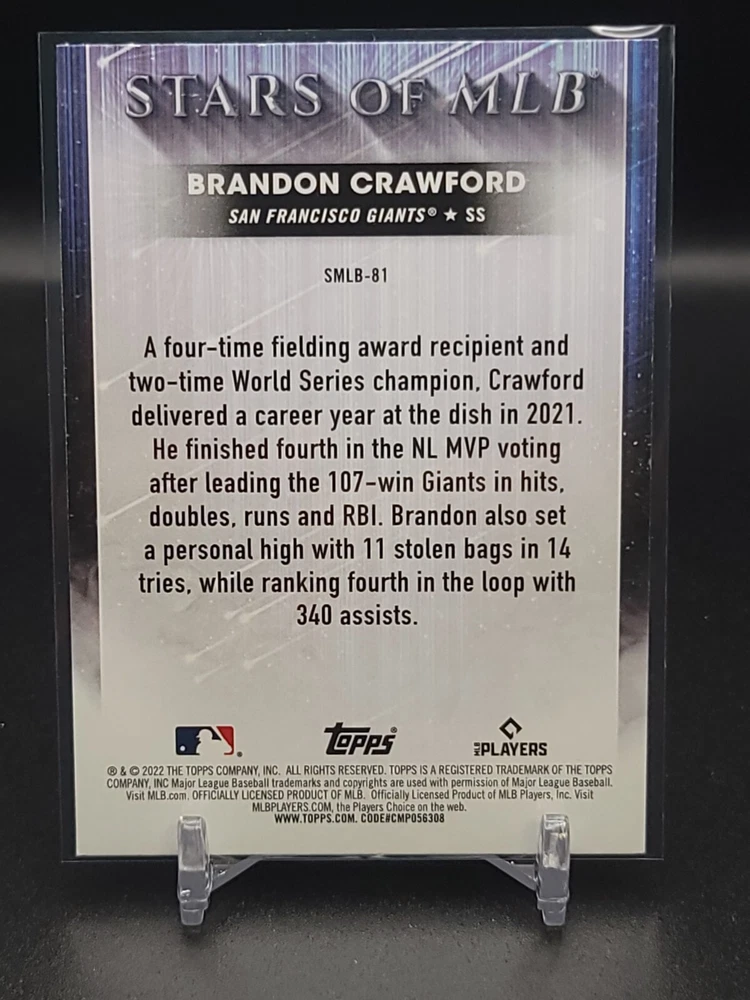 STARS OF MLB®
BRANDON CRAWFORD
SAN FRANCISCO GIANTS® ★ SS
SMLB-81
A four-time fielding award recipient and
two-time World Series champion, Crawford
delivered a career year at the dish in 2021.
He finished fourth in the NL MVP voting
after leading the 107-win Giants in hits,
doubles, runs and RBI. Brandon also set
a personal high with 11 stolen bags in 14
tries, while ranking fourth in the loop with
340 assists.
Topps®
MLB PLAYERS
® & © 2022 THE TOPPS COMPANY, INC. ALL RIGHTS RESERVED. TOPPS IS A REGISTERED TRADEMARK OF THE TOPPS
COMPANY, INC Major League Baseball trademarks and copyrights are used with permission of Major League Baseball.
Visit MLB.com. OFFICIALLY LICENSED PRODUCT OF MLB. Officially Licensed Product of MLB Players, Inc. Visit
MLBPLAYERS.COM, the Players Choice on the web.
WWW.TOPPS.COM. CODE#CMP056308